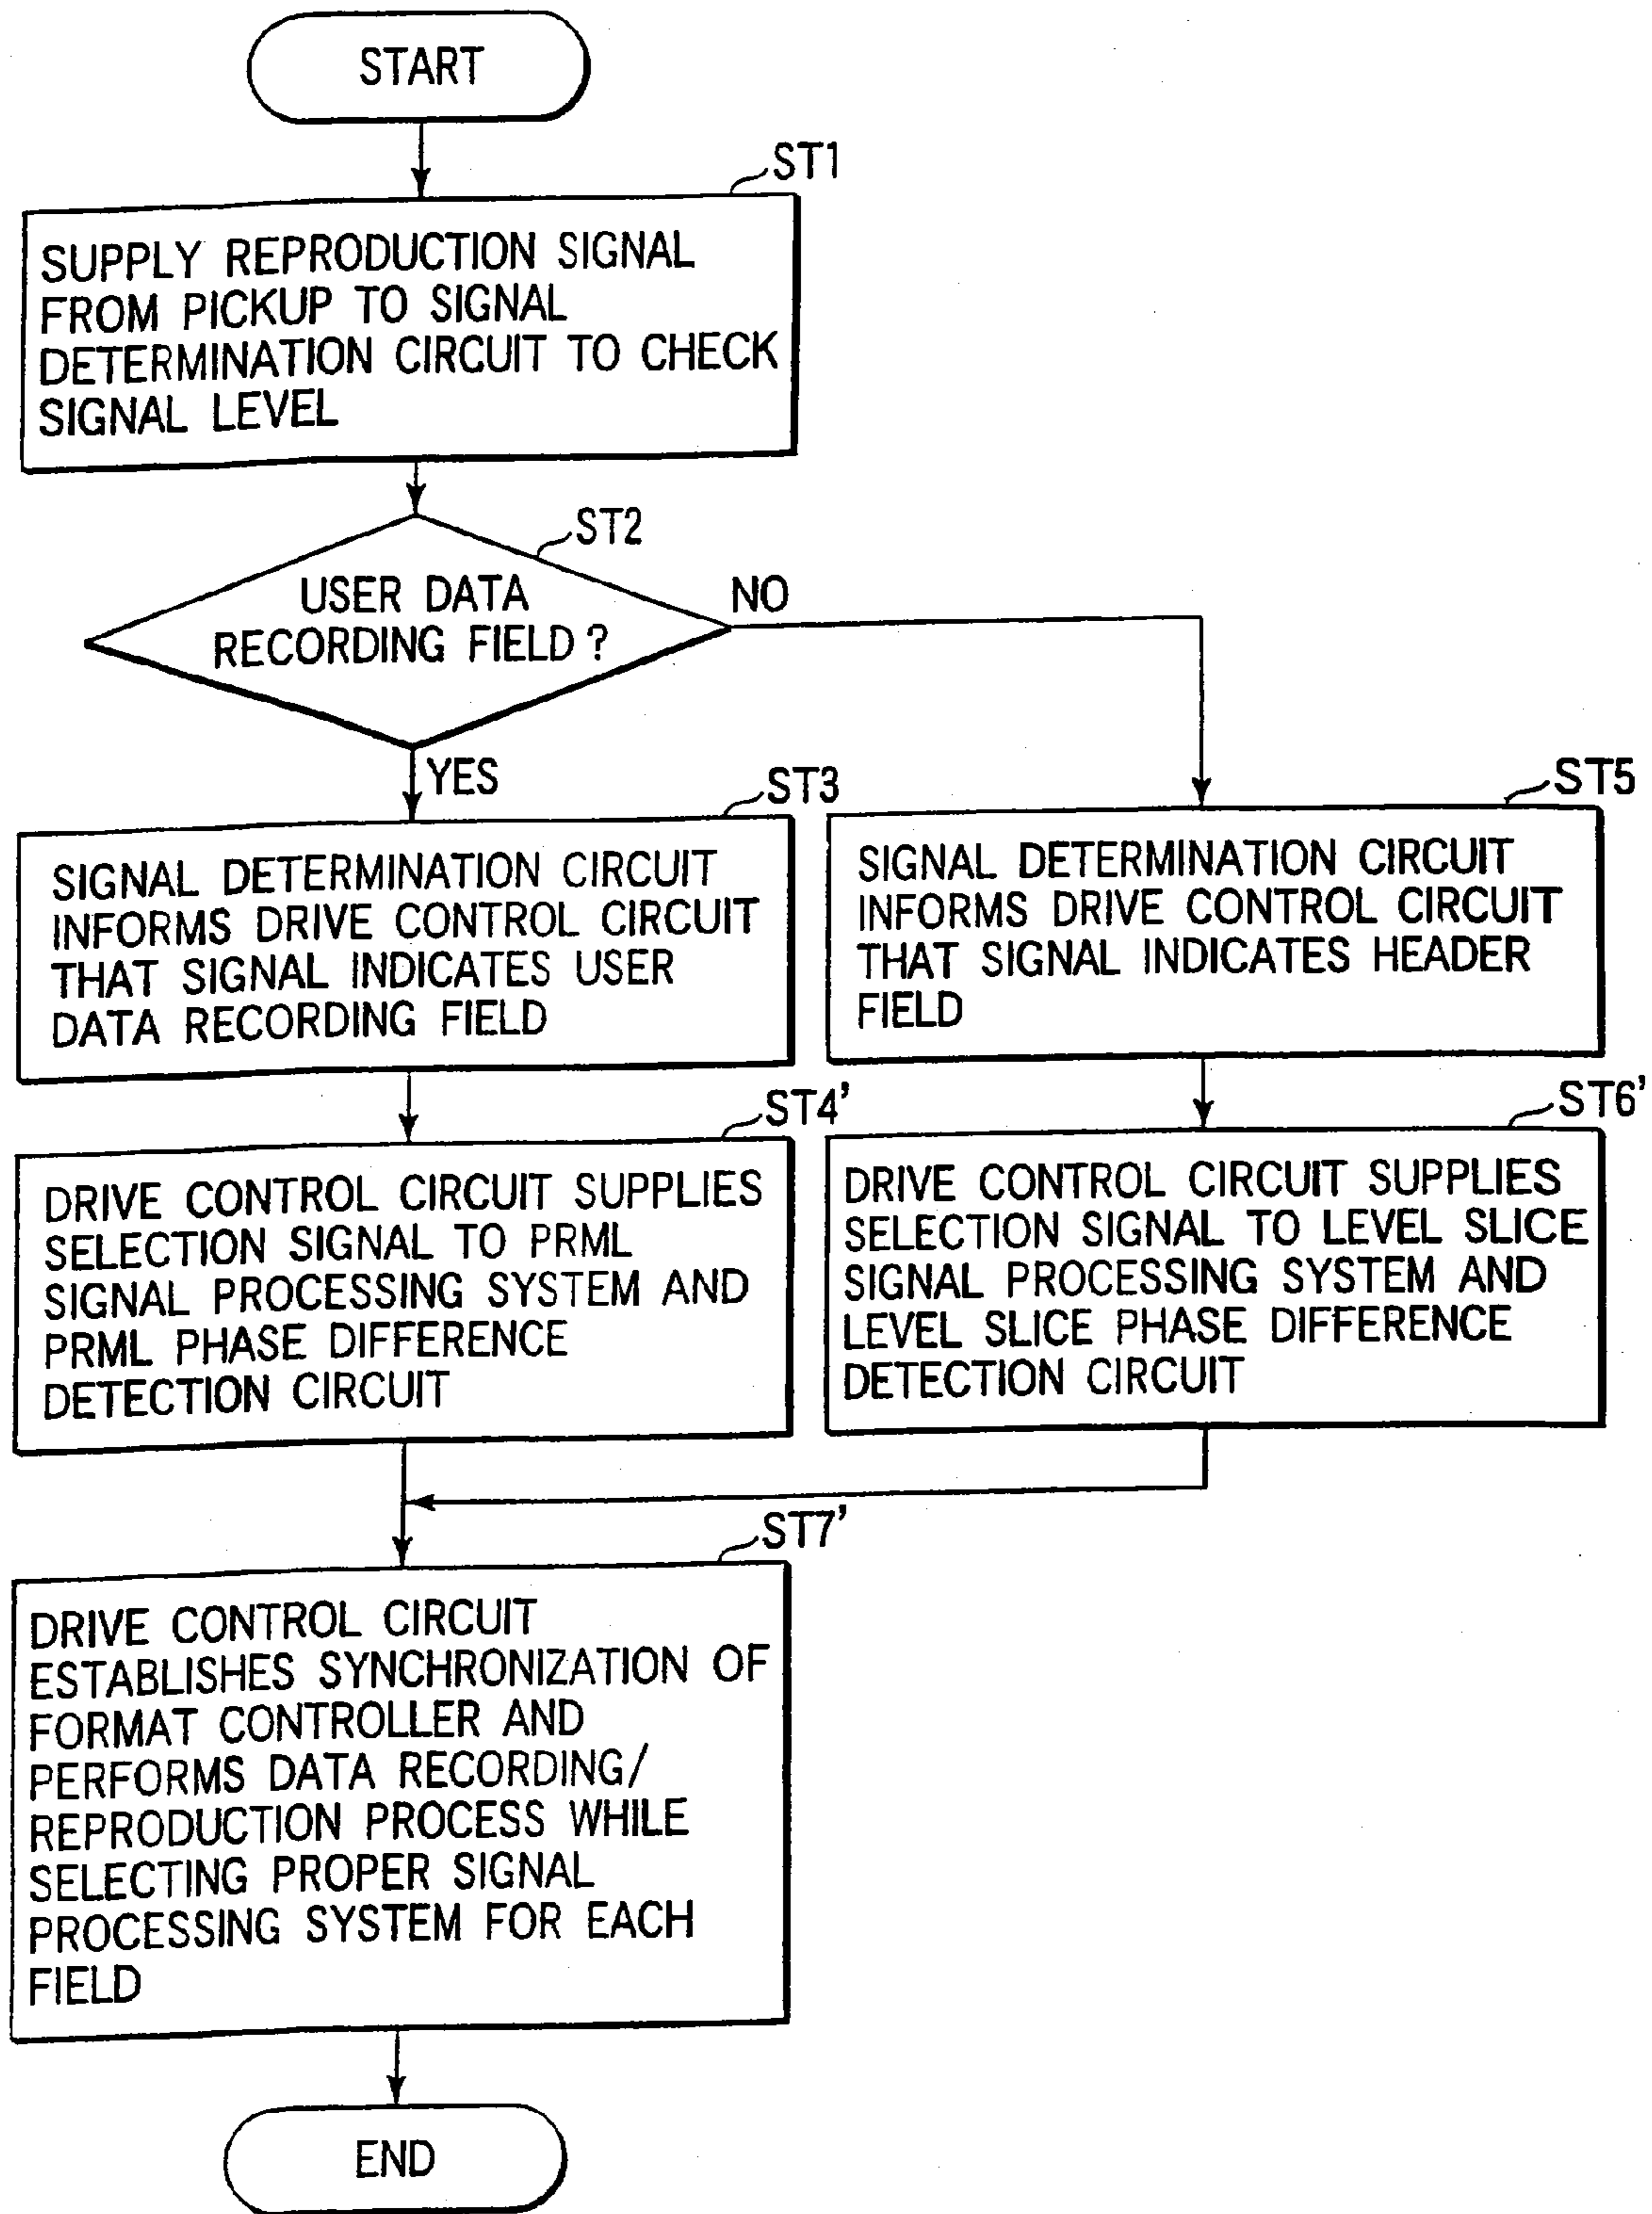 START
ST1
SUPPLY REPRODUCTION SIGNAL
FROM PICKUP TO SIGNAL
DETERMINATION CIRCUIT TO CHECK
SIGNAL LEVEL
ST2
USER DATA
RECORDING FIELD?
NO
YES
ST3
SIGNAL DETERMINATION CIRCUIT
INFORMS DRIVE CONTROL CIRCUIT
THAT SIGNAL INDICATES USER
DATA RECORDING FIELD
ST5
SIGNAL DETERMINATION CIRCUIT
INFORMS DRIVE CONTROL CIRCUIT
THAT SIGNAL INDICATES HEADER
FIELD
ST4'
DRIVE CONTROL CIRCUIT SUPPLIES
SELECTION SIGNAL TO PRML
SIGNAL PROCESSING SYSTEM AND
PRML PHASE DIFFERENCE
DETECTION CIRCUIT
ST6'
DRIVE CONTROL CIRCUIT SUPPLIES
SELECTION SIGNAL TO LEVEL SLICE
SIGNAL PROCESSING SYSTEM AND
LEVEL SLICE PHASE DIFFERENCE
DETECTION CIRCUIT
ST7'
DRIVE CONTROL CIRCUIT
ESTABLISHES SYNCHRONIZATION OF
FORMAT CONTROLLER AND
PERFORMS DATA RECORDING/
REPRODUCTION PROCESS WHILE
SELECTING PROPER SIGNAL
PROCESSING SYSTEM FOR EACH
FIELD
END